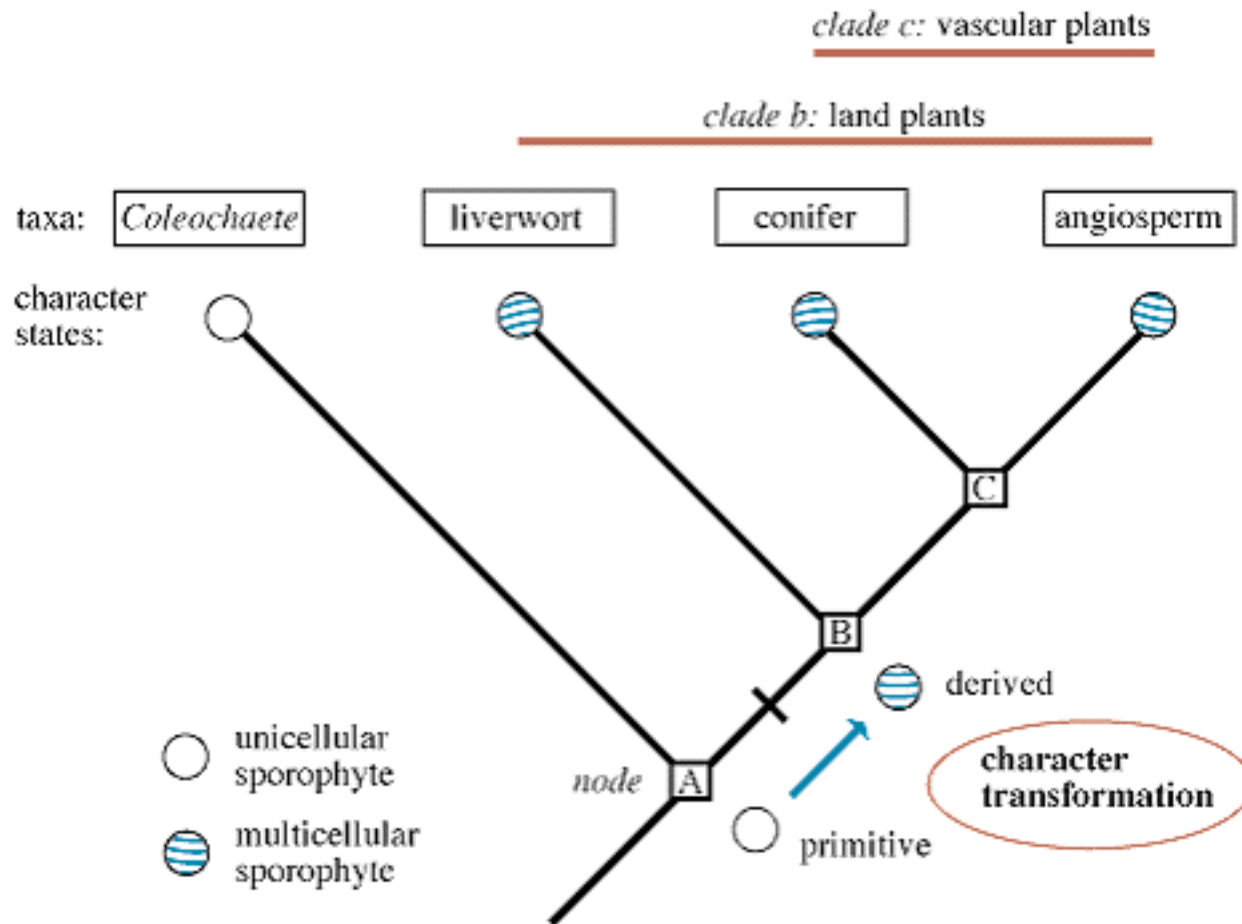 clade c: vascular plants
clade b: land plants
taxa:
Coleochaete
liverwort
conifer
angiosperm
character
states:
C
B
derived
unicellular
sporophyte
node
A
character
transformation
multicellular
sporophyte
primitive